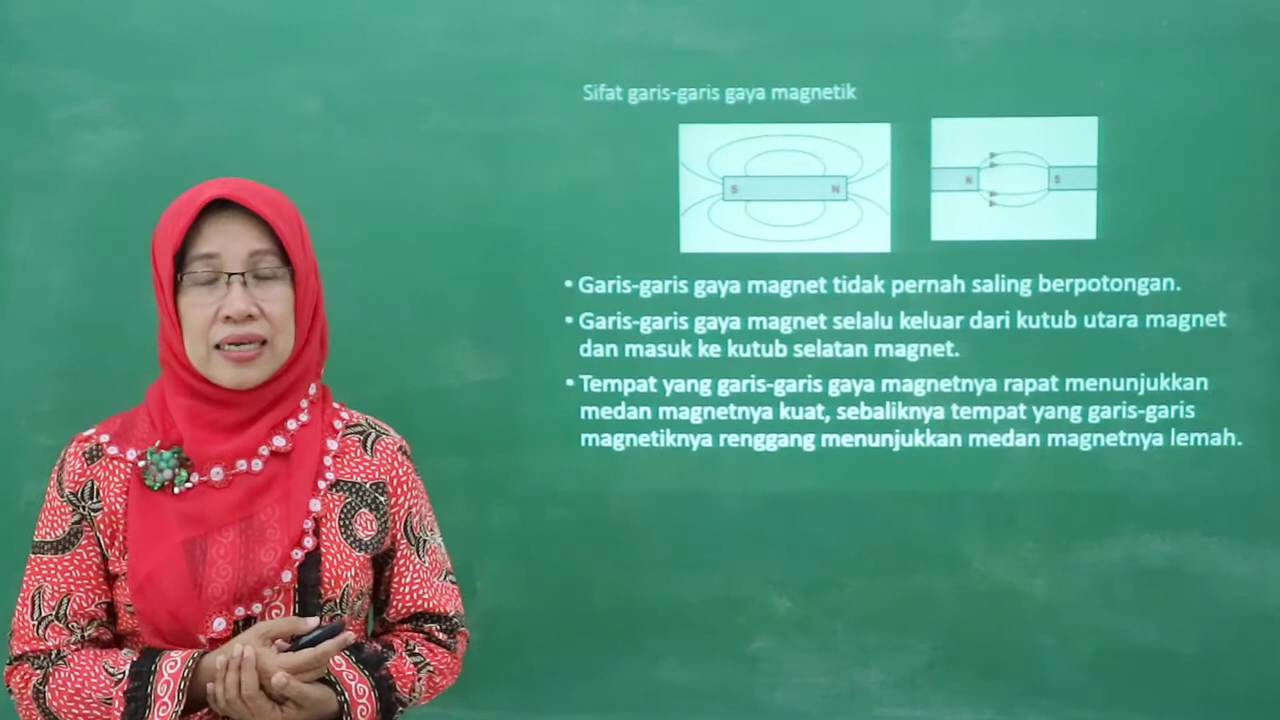 Sifat garis-garis gaya magnetik
S N
N S
• Garis-garis gaya magnet tidak pernah saling berpotongan.
• Garis-garis gaya magnet selalu keluar dari kutub utara magnet
dan masuk ke kutub selatan magnet.
• Tempat yang garis-garis gaya magnetnya rapat menunjukkan
medan magnetnya kuat, sebaliknya tempat yang garis-garis
magnetiknya renggang menunjukkan medan magnetnya lemah.